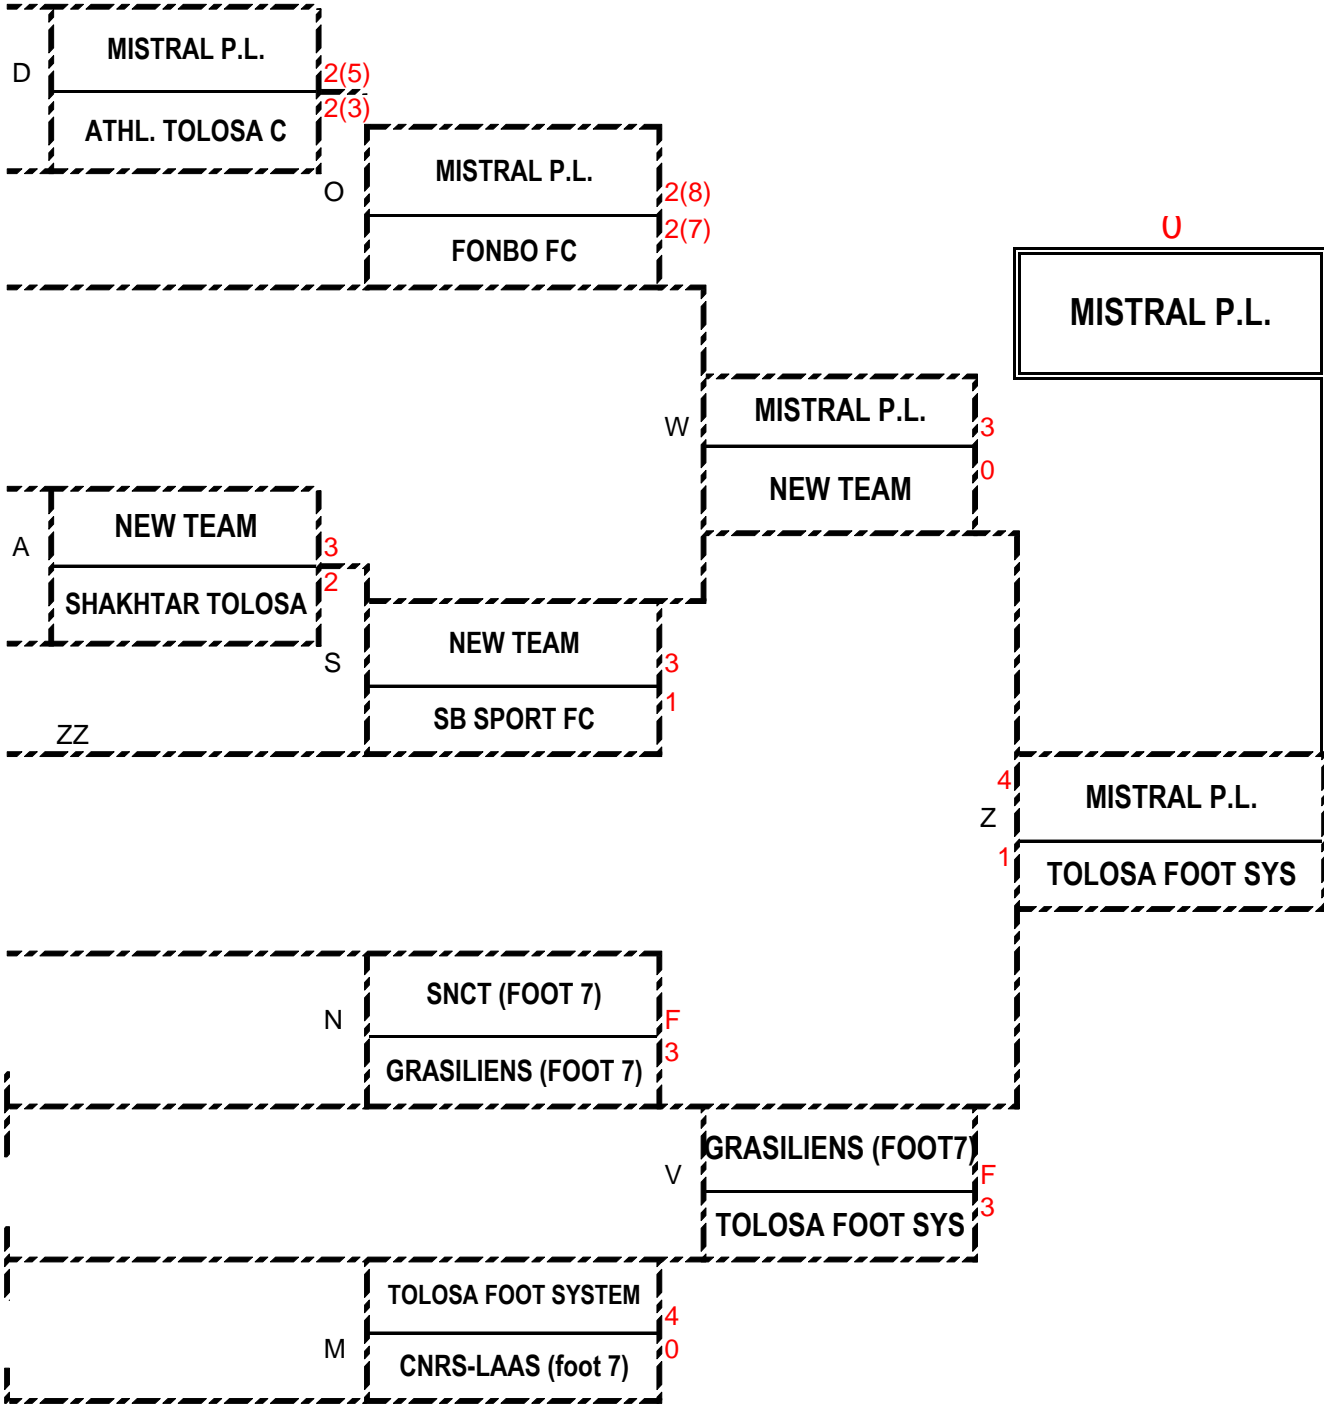 D
MISTRAL P.L.
2(5)
2(3)
ATHL. TOLOSA C
O
MISTRAL P.L.
2(8)
2(7)
FONBO FC
MISTRAL P.L.
W
MISTRAL P.L.
3
0
NEW TEAM
A
NEW TEAM
3
2
SHAKHTAR TOLOSA
S
NEW TEAM
3
1
SB SPORT FC
ZZ
4
Z
1
MISTRAL P.L.
TOLOSA FOOT SYS
N
SNCT (FOOT 7)
F
3
GRASILIENS (FOOT 7)
V
GRASILIENS (FOOT7)
F
3
TOLOSA FOOT SYS
M
TOLOSA FOOT SYSTEM
4
0
CNRS-LAAS (foot 7)